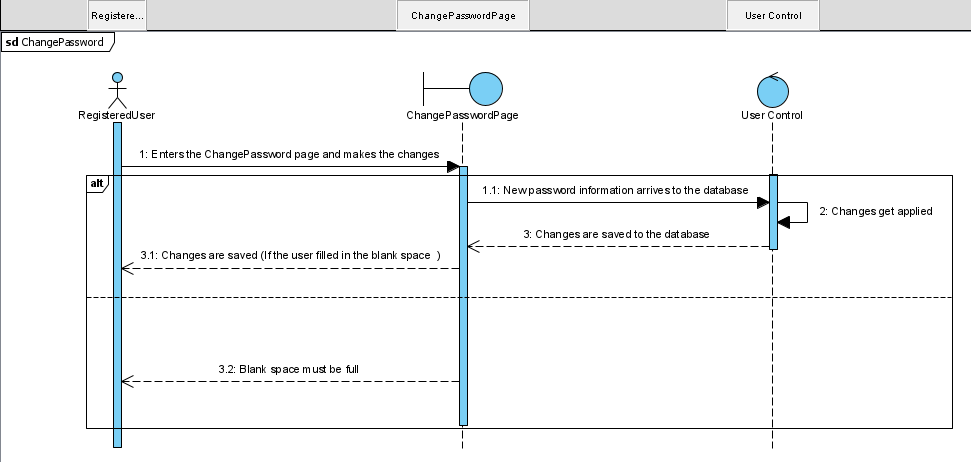 Registere... ChangePasswordPage User Control
sd ChangePassword
RegisteredUser ChangePasswordPage User Control
1: Enters the ChangePassword page and makes the changes
alt
1.1: New password information arrives to the database
2: Changes get applied
3: Changes are saved to the database
3.1: Changes are saved (If the user filled in the blank space )
3.2: Blank space must be full